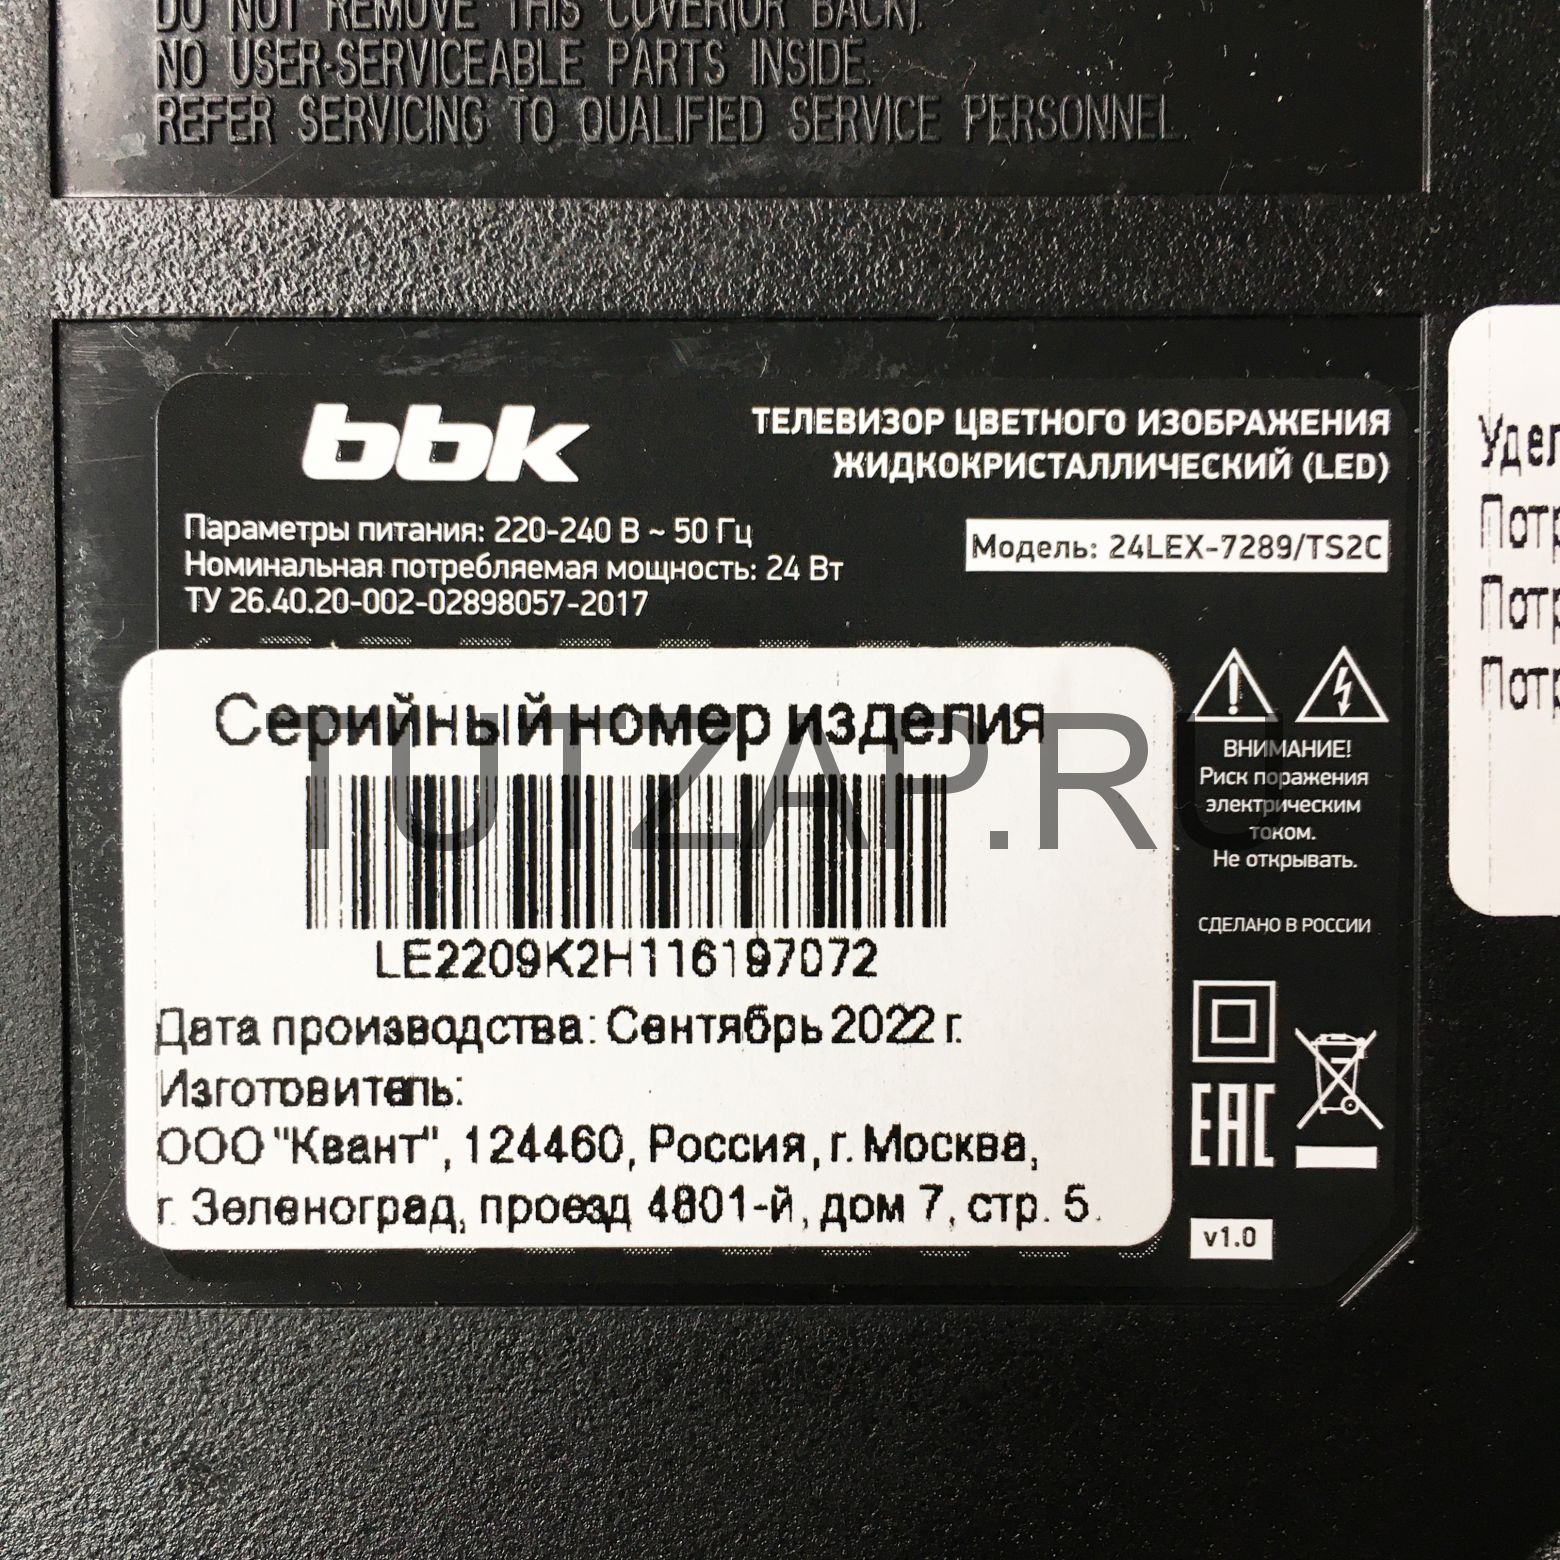 DO NOT REMOVE THIS COVER(OR BACK).
NO USER-SERVICEABLE PARTS INSIDE.
REFER SERVICING TO QUALIFIED SERVICE PERSONNEL.
bbk
ТЕЛЕВИЗОР ЦВЕТНОГО ИЗОБРАЖЕНИЯ
ЖИДКОКРИСТАЛЛИЧЕСКИЙ (LED)
Параметры питания: 220-240 В ~ 50 Гц
Номинальная потребляемая мощность: 24 Вт
ТУ 26.40.20-002-02898057-2017
Модель: 24LEX-7289/TS2C
Серийный номер изделия
LE2209K2H116197072
Дата производства: Сентябрь 2022 г.
Изготовитель:
ООО "Квант", 124460, Россия, г. Москва,
г. Зеленоград, проезд 4801-й, дом 7, стр. 5.
ВНИМАНИЕ!
Риск поражения
электрическим
током.
Не открывать.
СДЕЛАНО В РОССИИ
EAC
v1.0
TUTZAP.RU